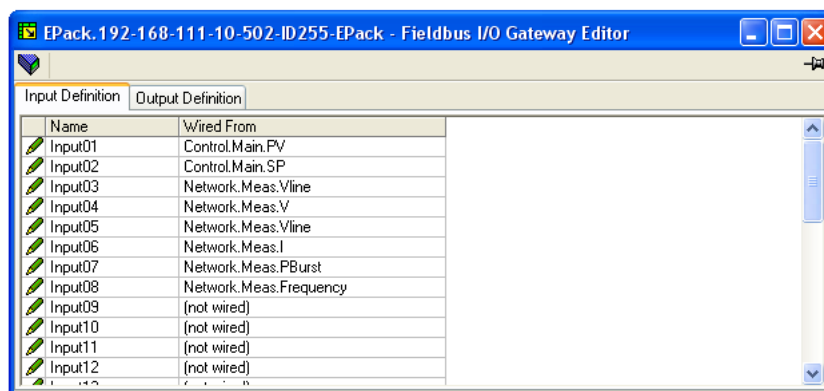 EPack.192-168-111-10-502-ID255-EPack - Fieldbus I/O Gateway Editor
Input Definition Output Definition
Name Wired From
Input01 Control.Main.PV
Input02 Control.Main.SP
Input03 Network.Meas.Vline
Input04 Network.Meas.V
Input05 Network.Meas.Vline
Input06 Network.Meas.I
Input07 Network.Meas.PBurst
Input08 Network.Meas.Frequency
Input09 (not wired)
Input10 (not wired)
Input11 (not wired)
Input12 (not wired)